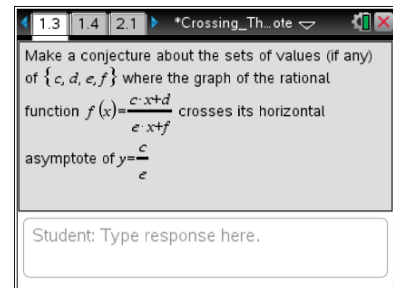 1.3 1.4 2.1 *Crossing_Th...ote
Make a conjecture about the sets of values (if any)
of {c, d, e, f} where the graph of the rational
function f(x)=c·x+d/e·x+f crosses its horizontal
asymptote of y=c/e
Student: Type response here.